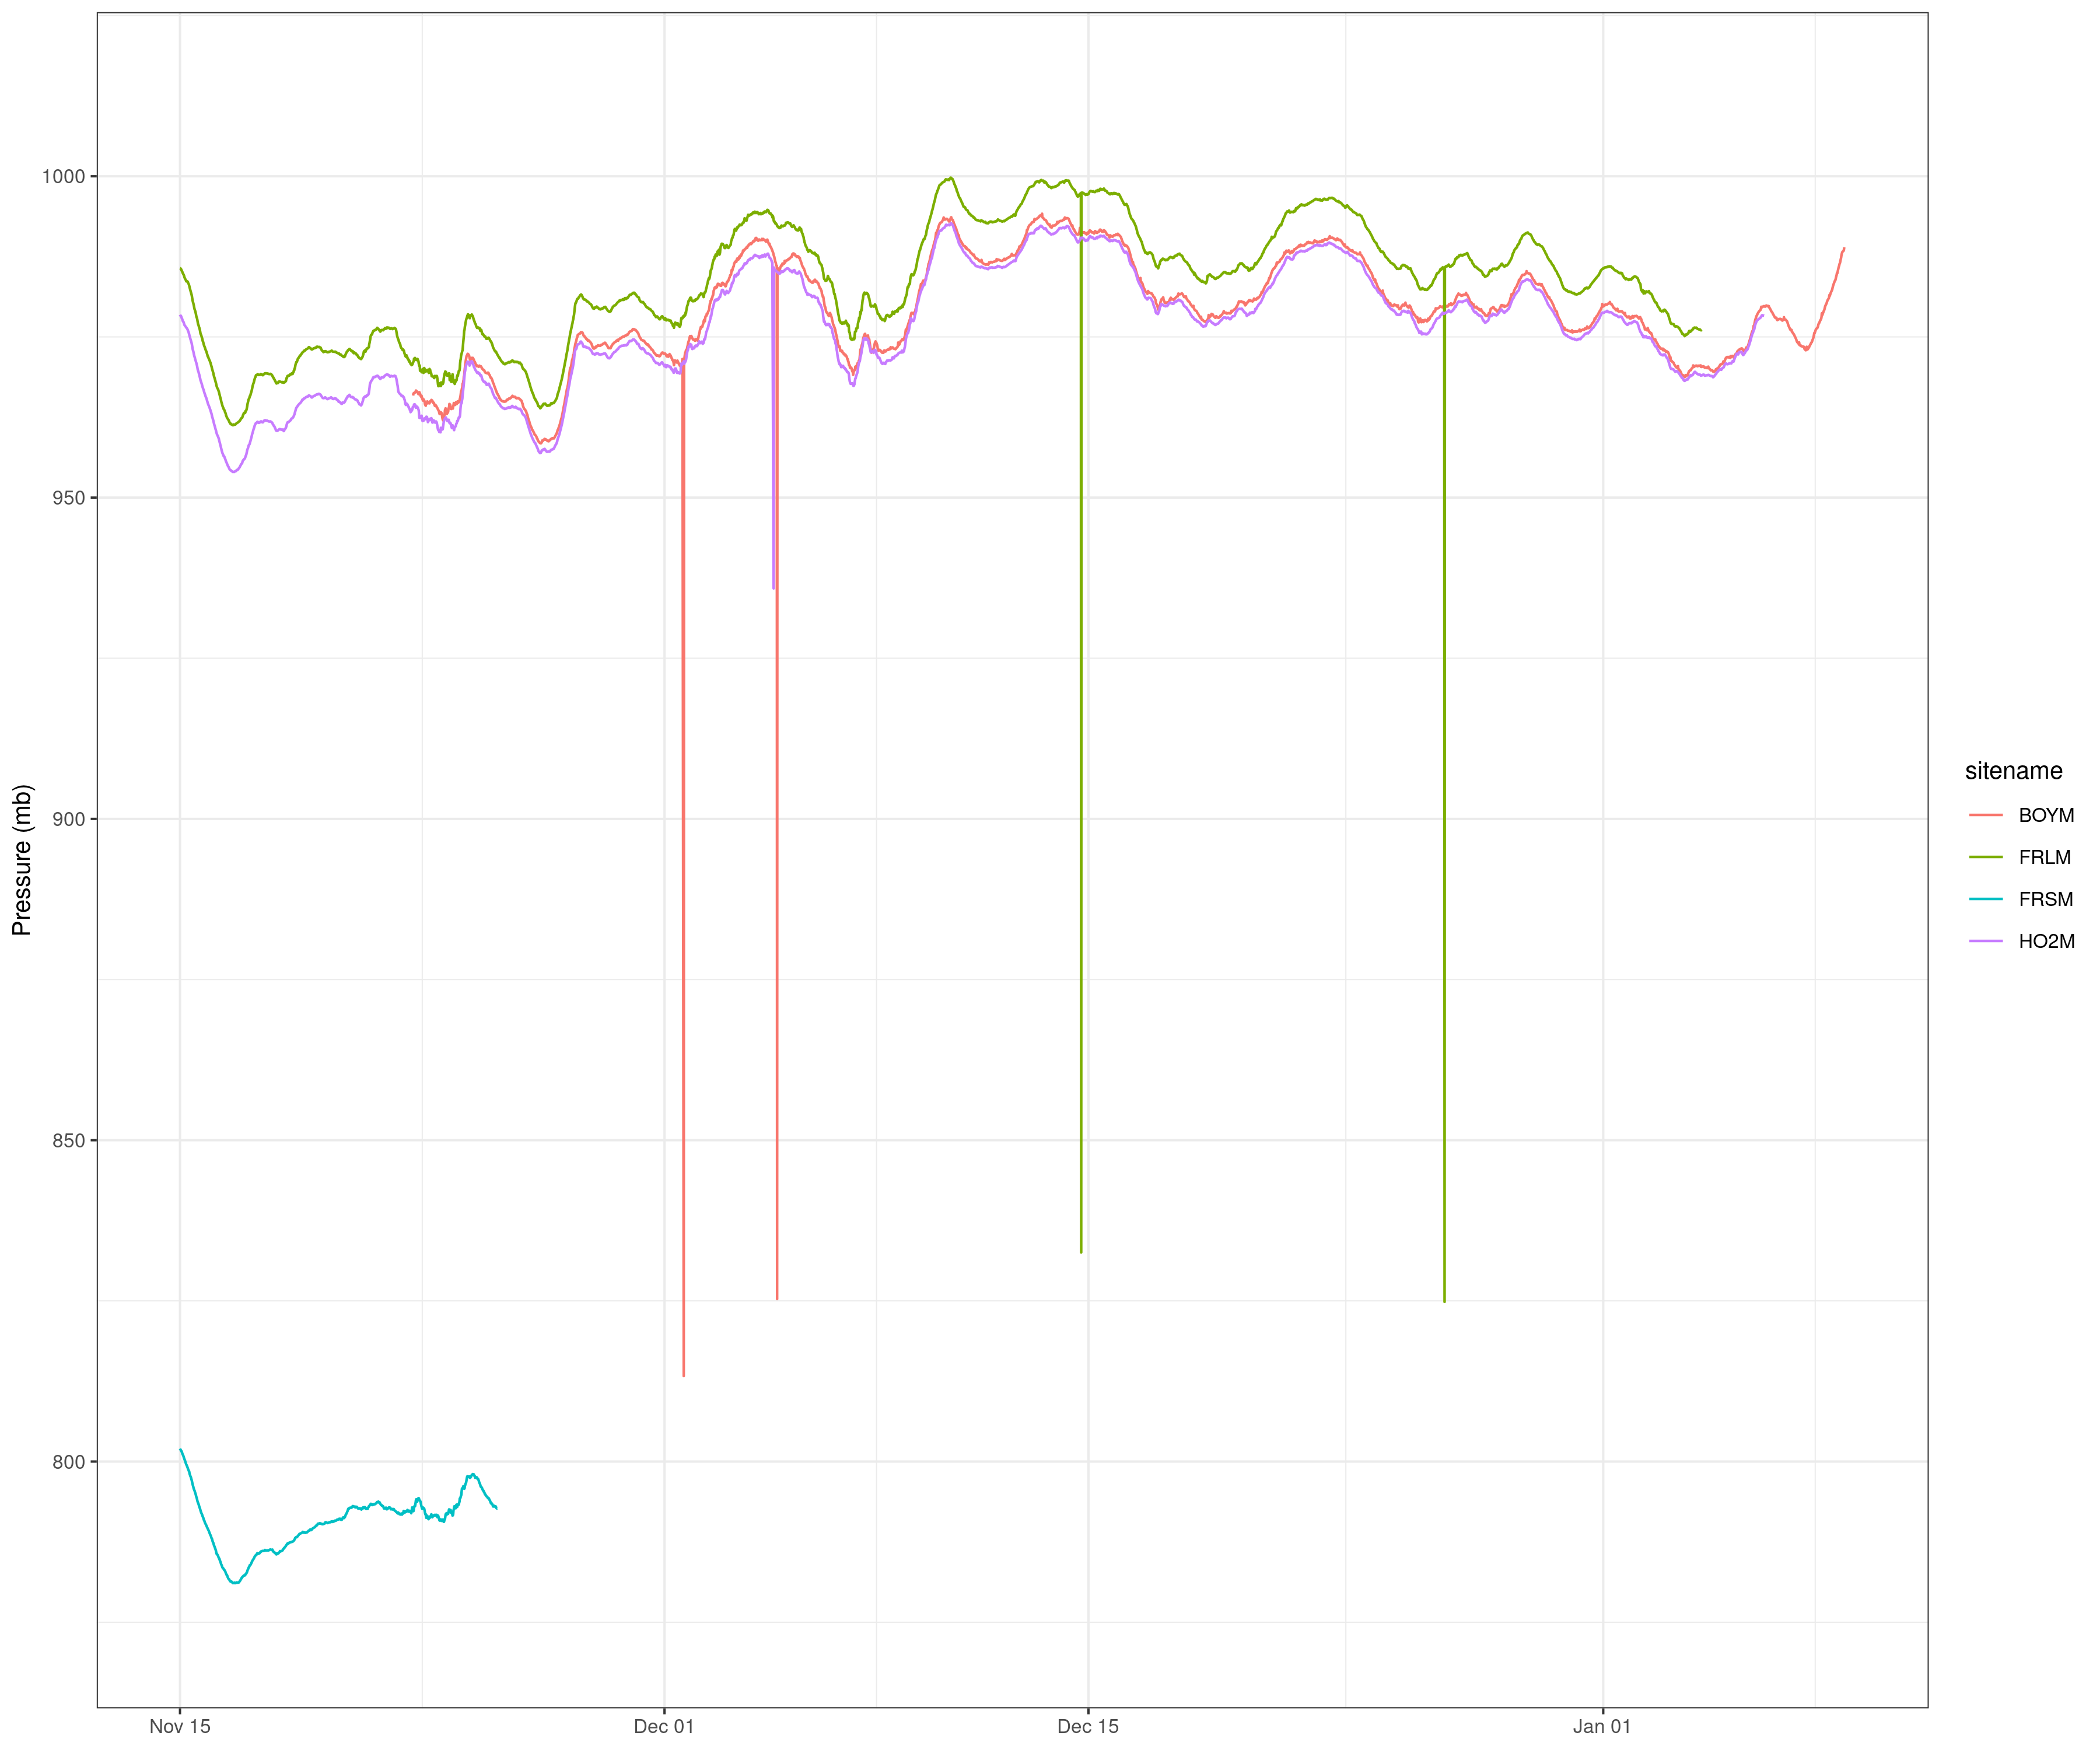 1000
950
900
850
800
Pressure (mb)
Nov 15
Dec 01
Dec 15
Jan 01
sitename
BOYM
FRLM
FRSM
HO2M